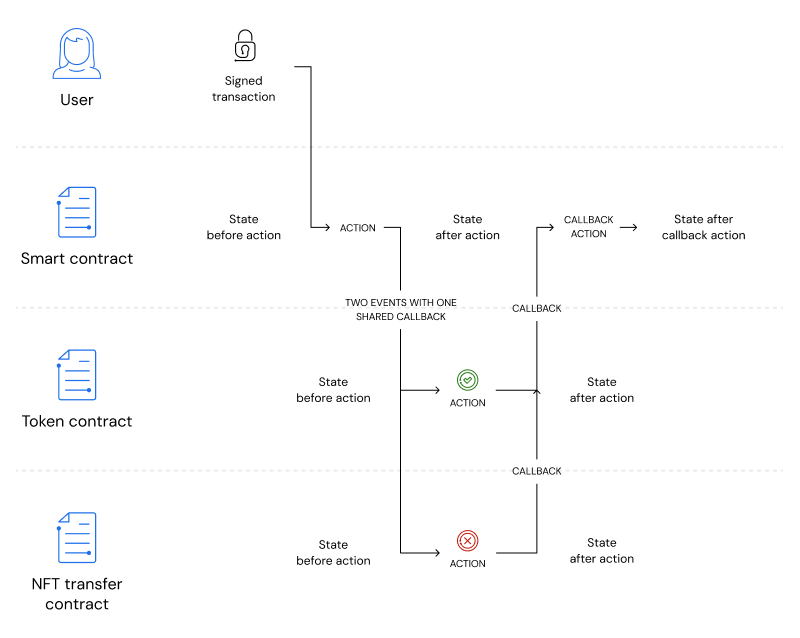 User
Signed
transaction
Smart contract
State
before action
ACTION
State
after action
CALLBACK
ACTION
State after
callback action
TWO EVENTS WITH ONE
SHARED CALLBACK
CALLBACK
Token contract
State
before action
ACTION
State
after action
CALLBACK
NFT transfer
contract
State
before action
ACTION
State
after action